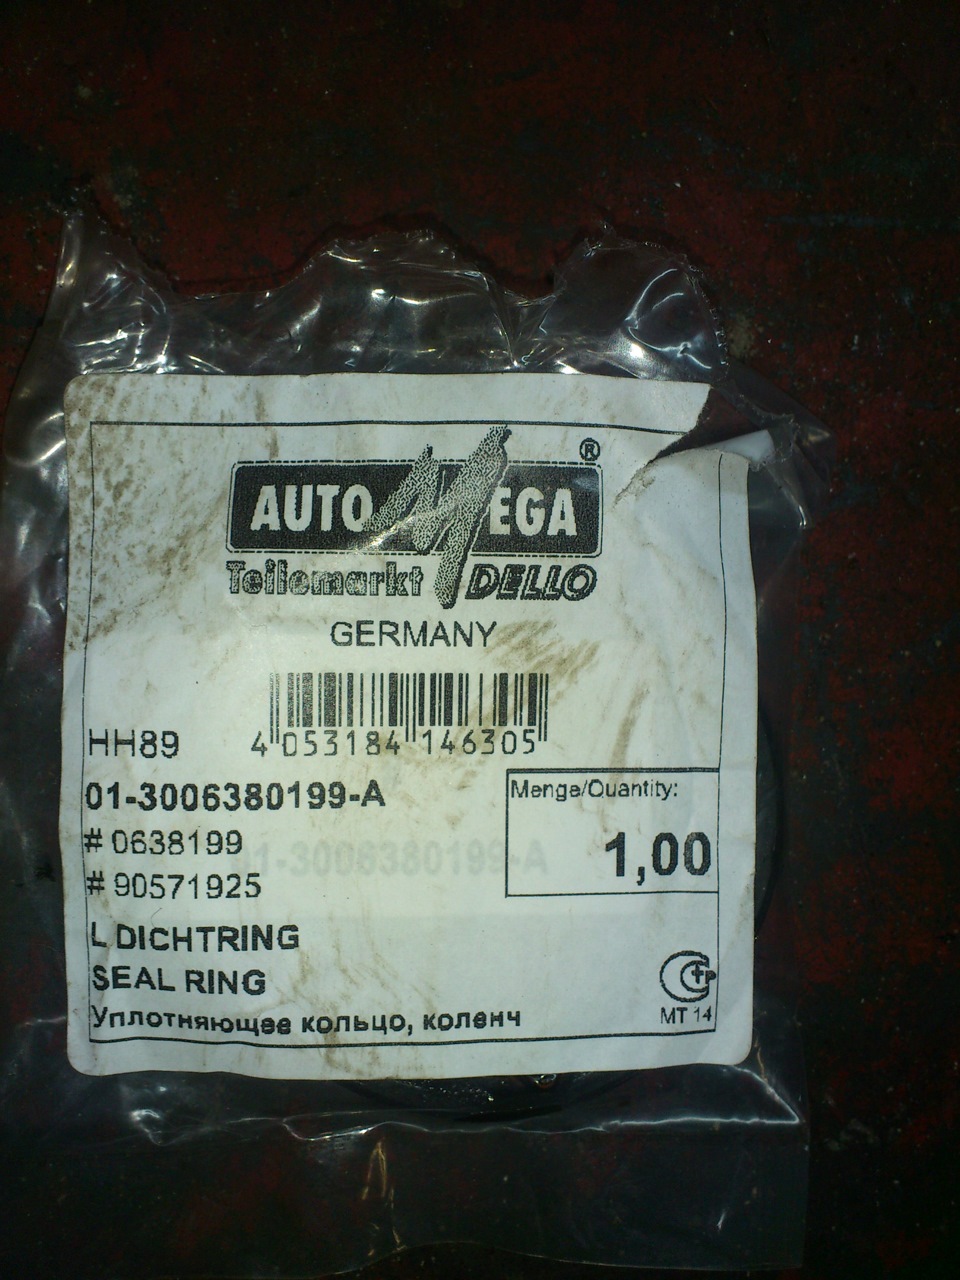 AUTO MEGA ®
Teilemarkt DELLO
GERMANY
HH89
4 053184 146305
01-3006380199-A
Menge/Quantity:
# 0638199
1,00
# 90571925
L DICHTRING
SEAL RING
Уплотняющее кольцо, коленч
МТ 14